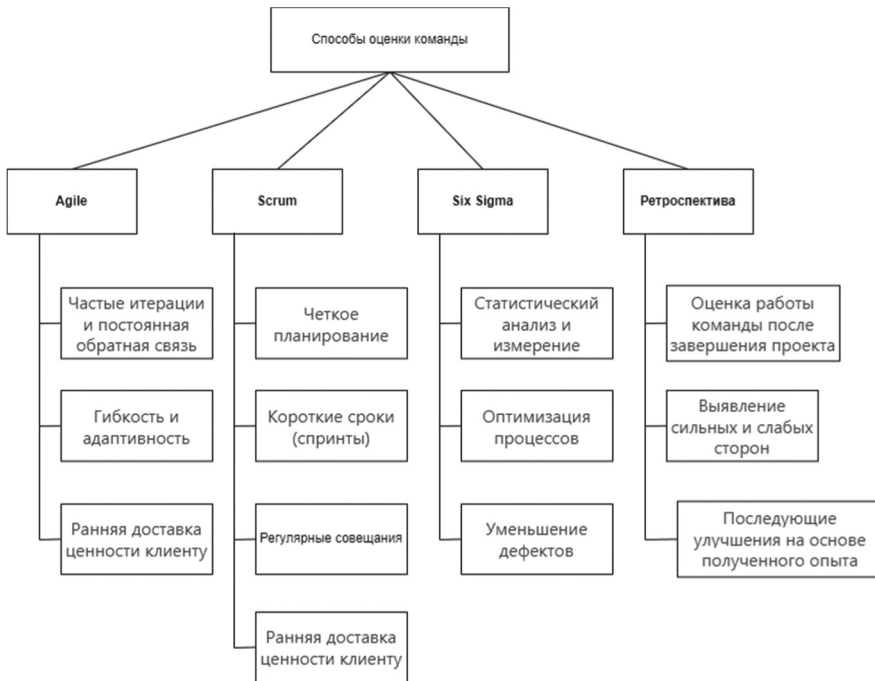 Способы оценки команды
Agile
Scrum
Six Sigma
Ретроспектива
Частые итерации
и постоянная
обратная связь
Гибкость и
адаптивность
Ранняя доставка
ценности клиенту
Четкое
планирование
Короткие сроки
(спринты)
Регулярные совещания
Ранняя доставка
ценности клиенту
Статистический
анализ и
измерение
Оптимизация
процессов
Уменьшение
дефектов
Оценка работы
команды после
завершения проекта
Выявление
сильных и слабых
сторон
Последующие
улучшения на основе
полученного опыта